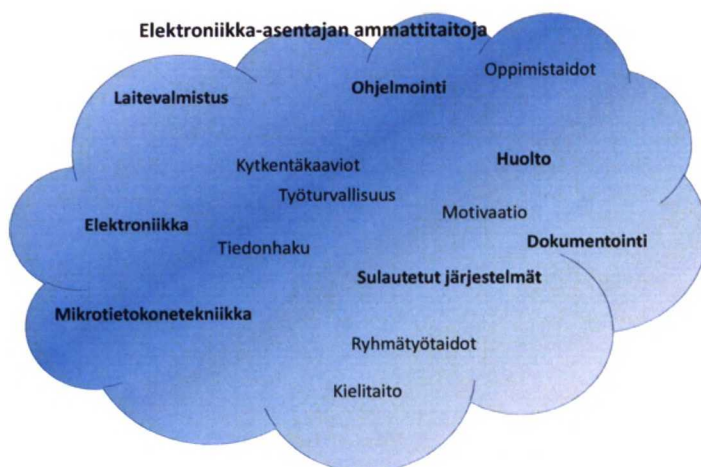 Elektroniikka-asentajan ammattitaitoja
Oppimistaidot
Laitevalmistus
Ohjelmointi
Kytkentäkaaviot
Huolto
Työturvallisuus
Motivaatio
Elektroniikka
Tiedonhaku
Dokumentointi
Sulautetut järjestelmät
Mikrotietokonetekniikka
Ryhmätyötaidot
Kielitaito